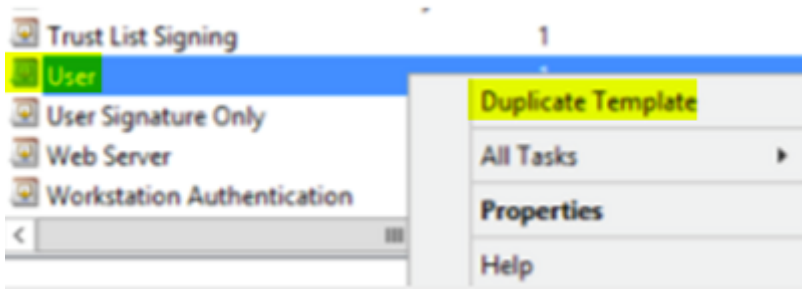 Trust List Signing 1
User
Duplicate Template
User Signature Only
All Tasks
Web Server
Workstation Authentication
Properties
Help